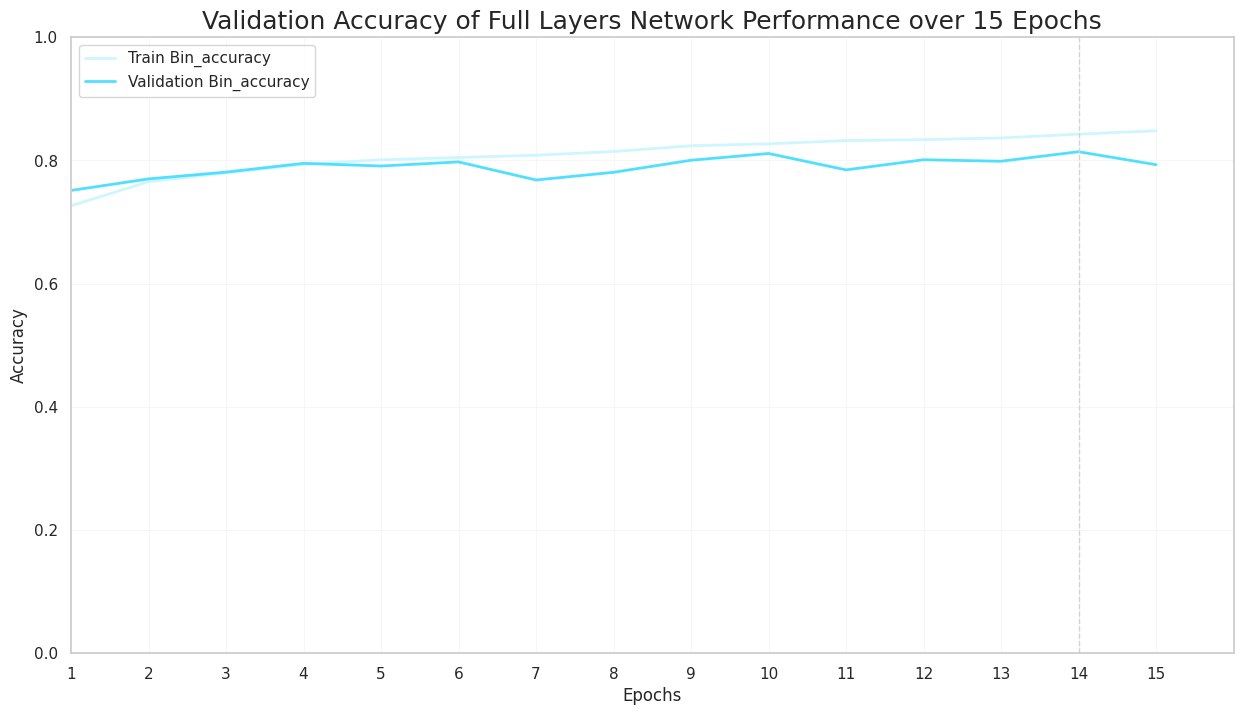 Validation Accuracy of Full Layers Network Performance over 15 Epochs
1.0
Train Bin_accuracy
Validation Bin_accuracy
0.8
0.6
Accuracy
0.4
0.2
0.0
1 2 3 4 5 6 7 8 9 10 11 12 13 14 15
Epochs